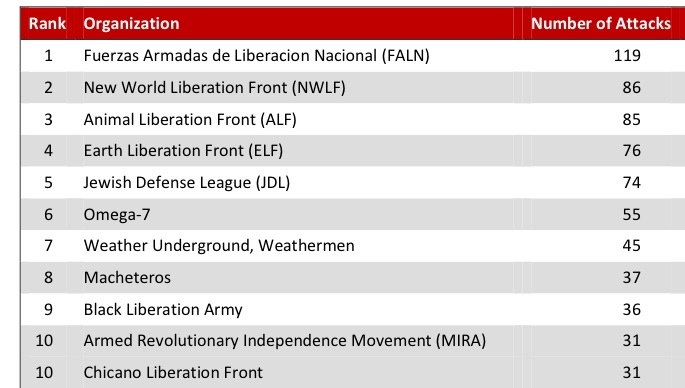 Rank Organization Number of Attacks
1 Fuerzas Armadas de Liberacion Nacional (FALN) 119
2 New World Liberation Front (NWLF) 86
3 Animal Liberation Front (ALF) 85
4 Earth Liberation Front (ELF) 76
5 Jewish Defense League (JDL) 74
6 Omega-7 55
7 Weather Underground, Weathermen 45
8 Macheteros 37
9 Black Liberation Army 36
10 Armed Revolutionary Independence Movement (MIRA) 31
10 Chicano Liberation Front 31